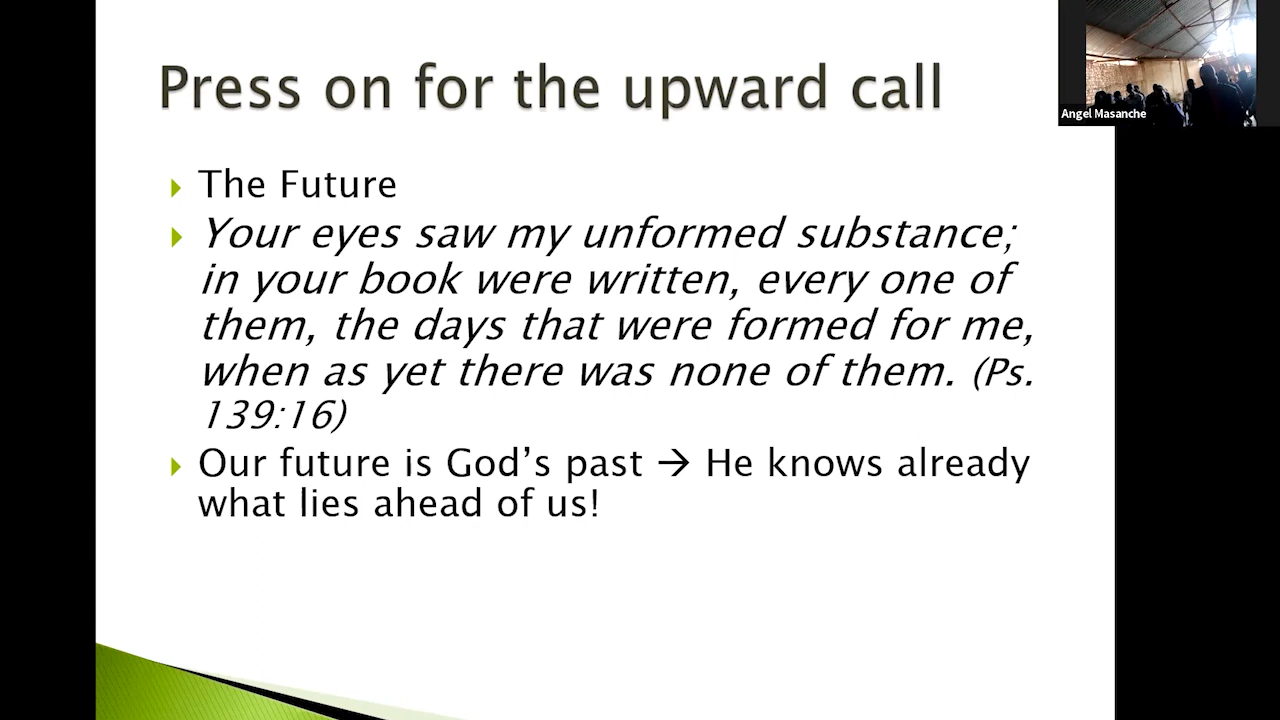 Press on for the upward call
Angel Masanche
The Future
Your eyes saw my unformed substance;
in your book were written, every one of
them, the days that were formed for me,
when as yet there was none of them. (Ps.
139:16)
Our future is God’s past → He knows already
what lies ahead of us!